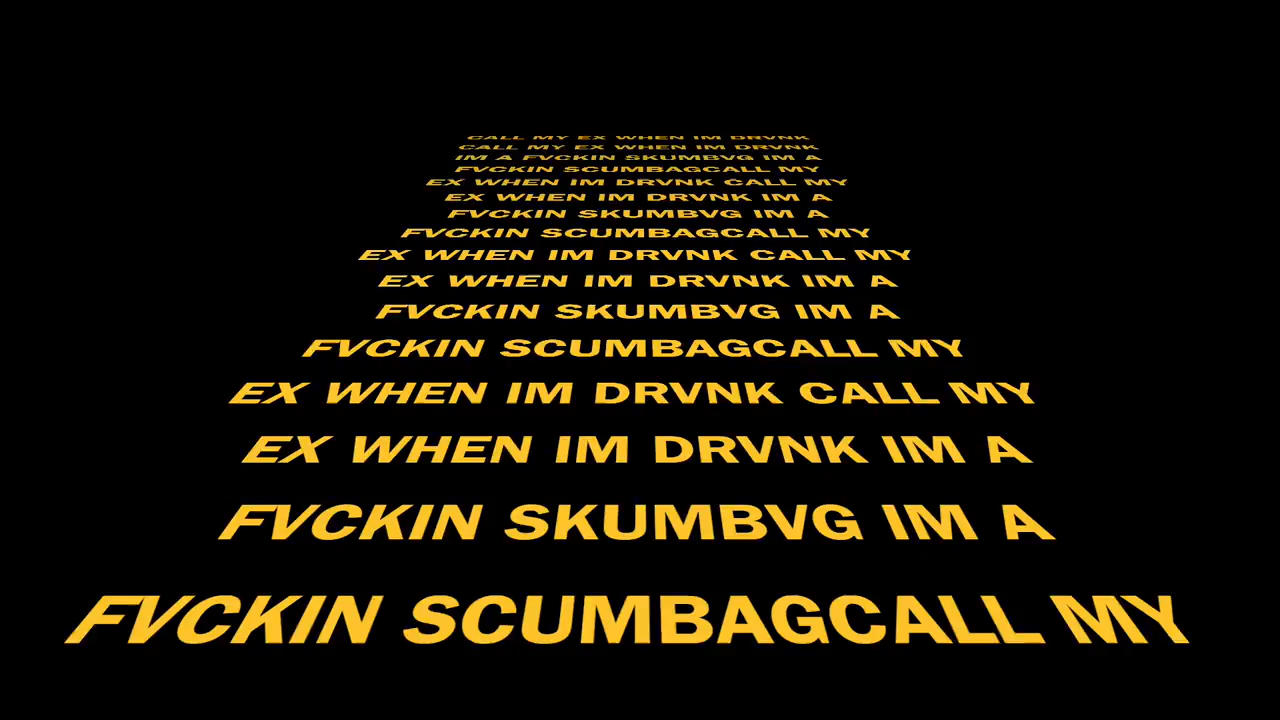 CALL MY EX WHEN IM DRVNK
CALL MY EX WHEN IM DRVNK
IM A FVCKIN SKUMBVG IM A
FVCKIN SCUMBAGCALL MY
EX WHEN IM DRVNK CALL MY
EX WHEN IM DRVNK IM A
FVCKIN SKUMBVG IM A
FVCKIN SCUMBAGCALL MY
EX WHEN IM DRVNK CALL MY
EX WHEN IM DRVNK IM A
FVCKIN SKUMBVG IM A
FVCKIN SCUMBAGCALL MY
EX WHEN IM DRVNK CALL MY
EX WHEN IM DRVNK IM A
FVCKIN SKUMBVG IM A
FVCKIN SCUMBAGCALL MY